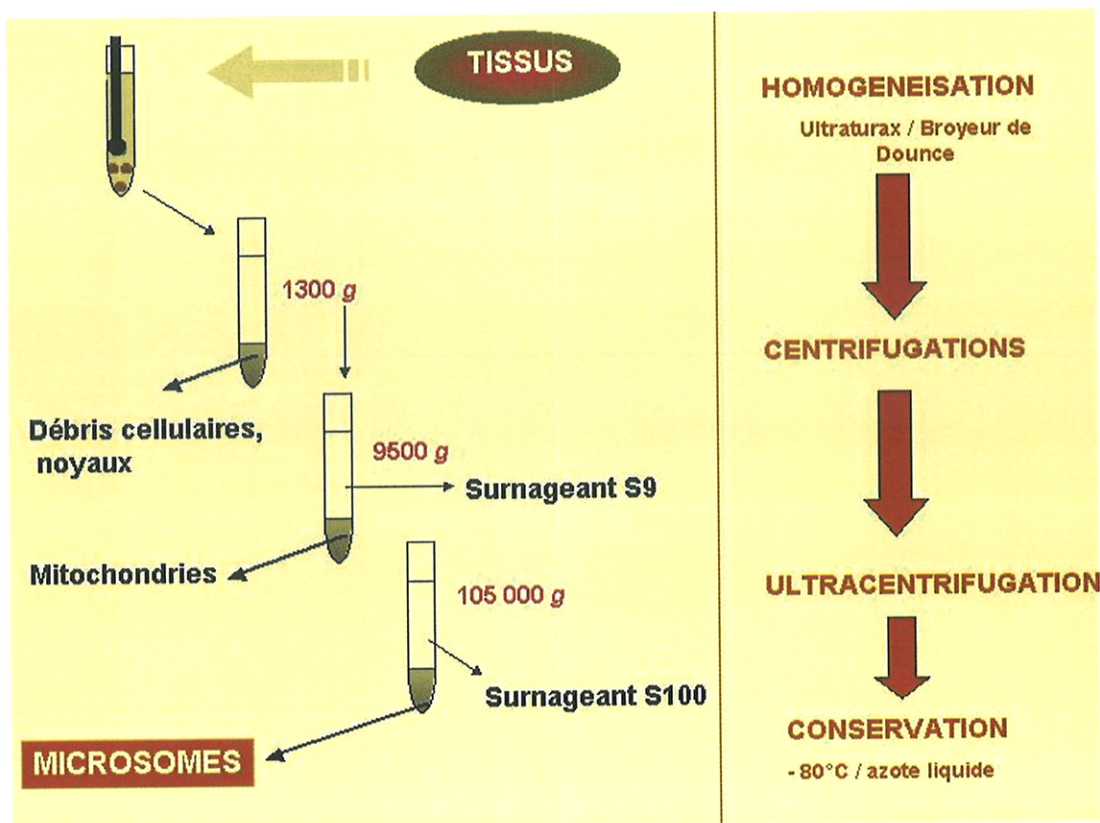 TISSUS
1300 g
Débris cellulaires,
noyaux
9500 g
Surnageant S9
Mitochondries
105 000 g
Surnageant S100
MICROSOMES
HOMOGENEISATION
Ultraturax / Broyeur de
Dounce
CENTRIFUGATIONS
ULTRACENTRIFUGATION
CONSERVATION
- 80°C / azote liquide